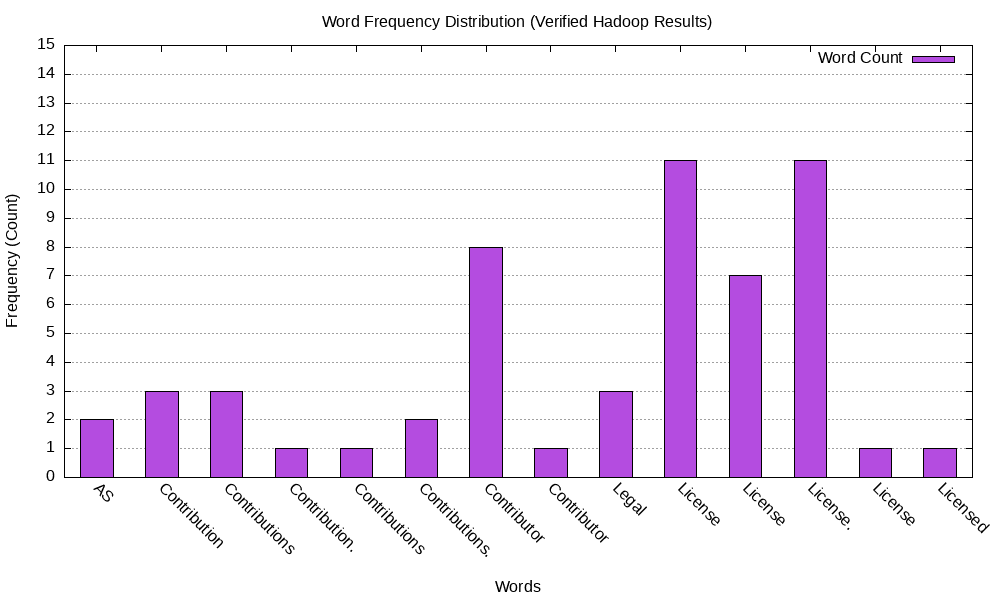 Word Frequency Distribution (Verified Hadoop Results)
Word Count
Frequency (Count)
15
14
13
12
11
10
9
8
7
6
5
4
3
2
1
0
AS
Contribution
Contributions
Contribution.
Contributions
Contributions.
Contributor
Contributor
Legal
License
License
License.
License
Licensed
Words